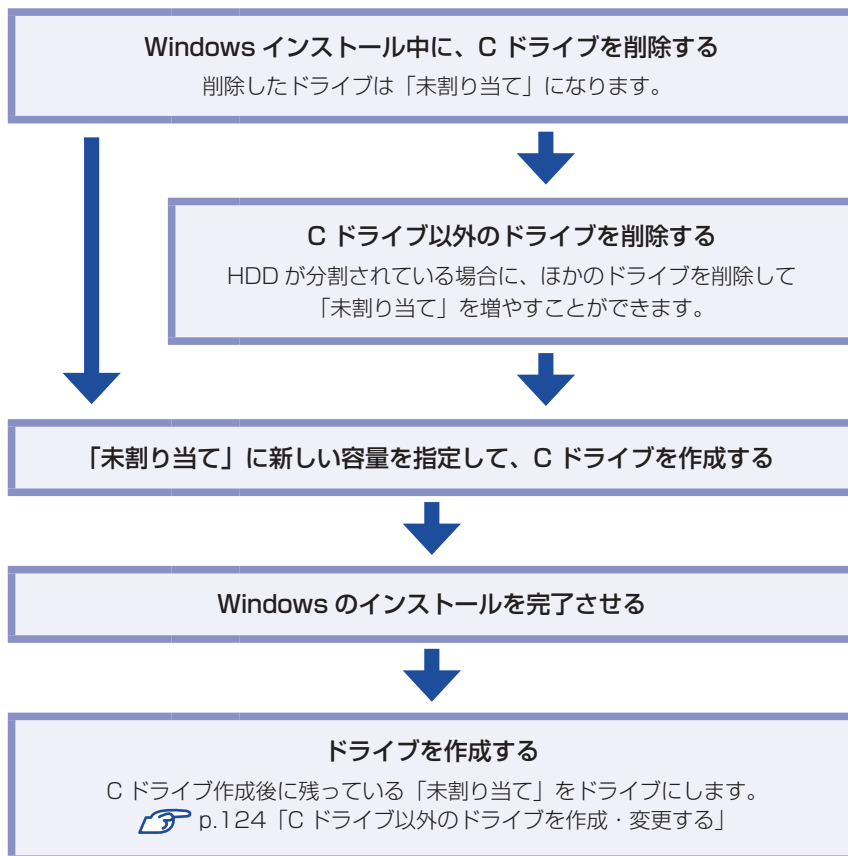 Windows インストール中に、C ドライブを削除する
削除したドライブは「未割り当て」になります。
C ドライブ以外のドライブを削除する
HDD が分割されている場合に、ほかのドライブを削除して
「未割り当て」を増やすことができます。
「未割り当て」に新しい容量を指定して、C ドライブを作成する
Windows のインストールを完了させる
ドライブを作成する
C ドライブ作成後に残っている「未割り当て」をドライブにします。
p.124「C ドライブ以外のドライブを作成・変更する」